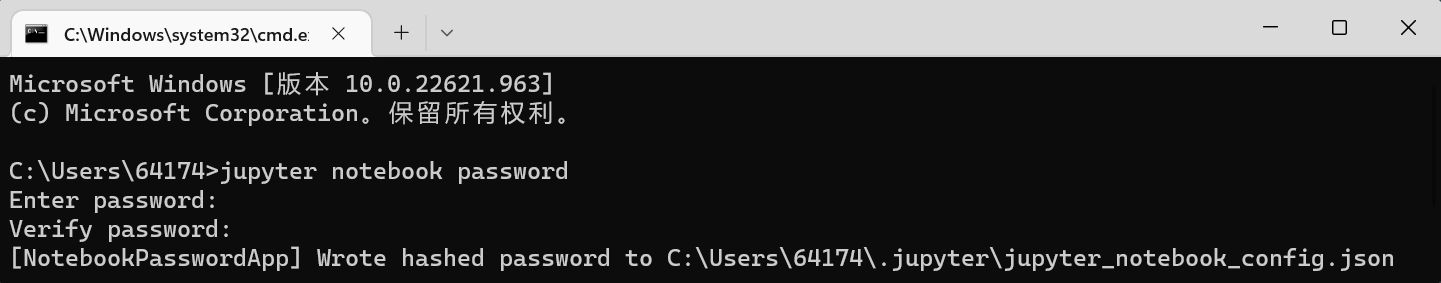 C:\Windows\system32\cmd.e
Microsoft Windows [版本 10.0.22621.963]
(c) Microsoft Corporation。保留所有权利。
C:\Users\64174>jupyter notebook password
Enter password:
Verify password:
[NotebookPasswordApp] Wrote hashed password to C:\Users\64174\.jupyter\jupyter_notebook_config.json